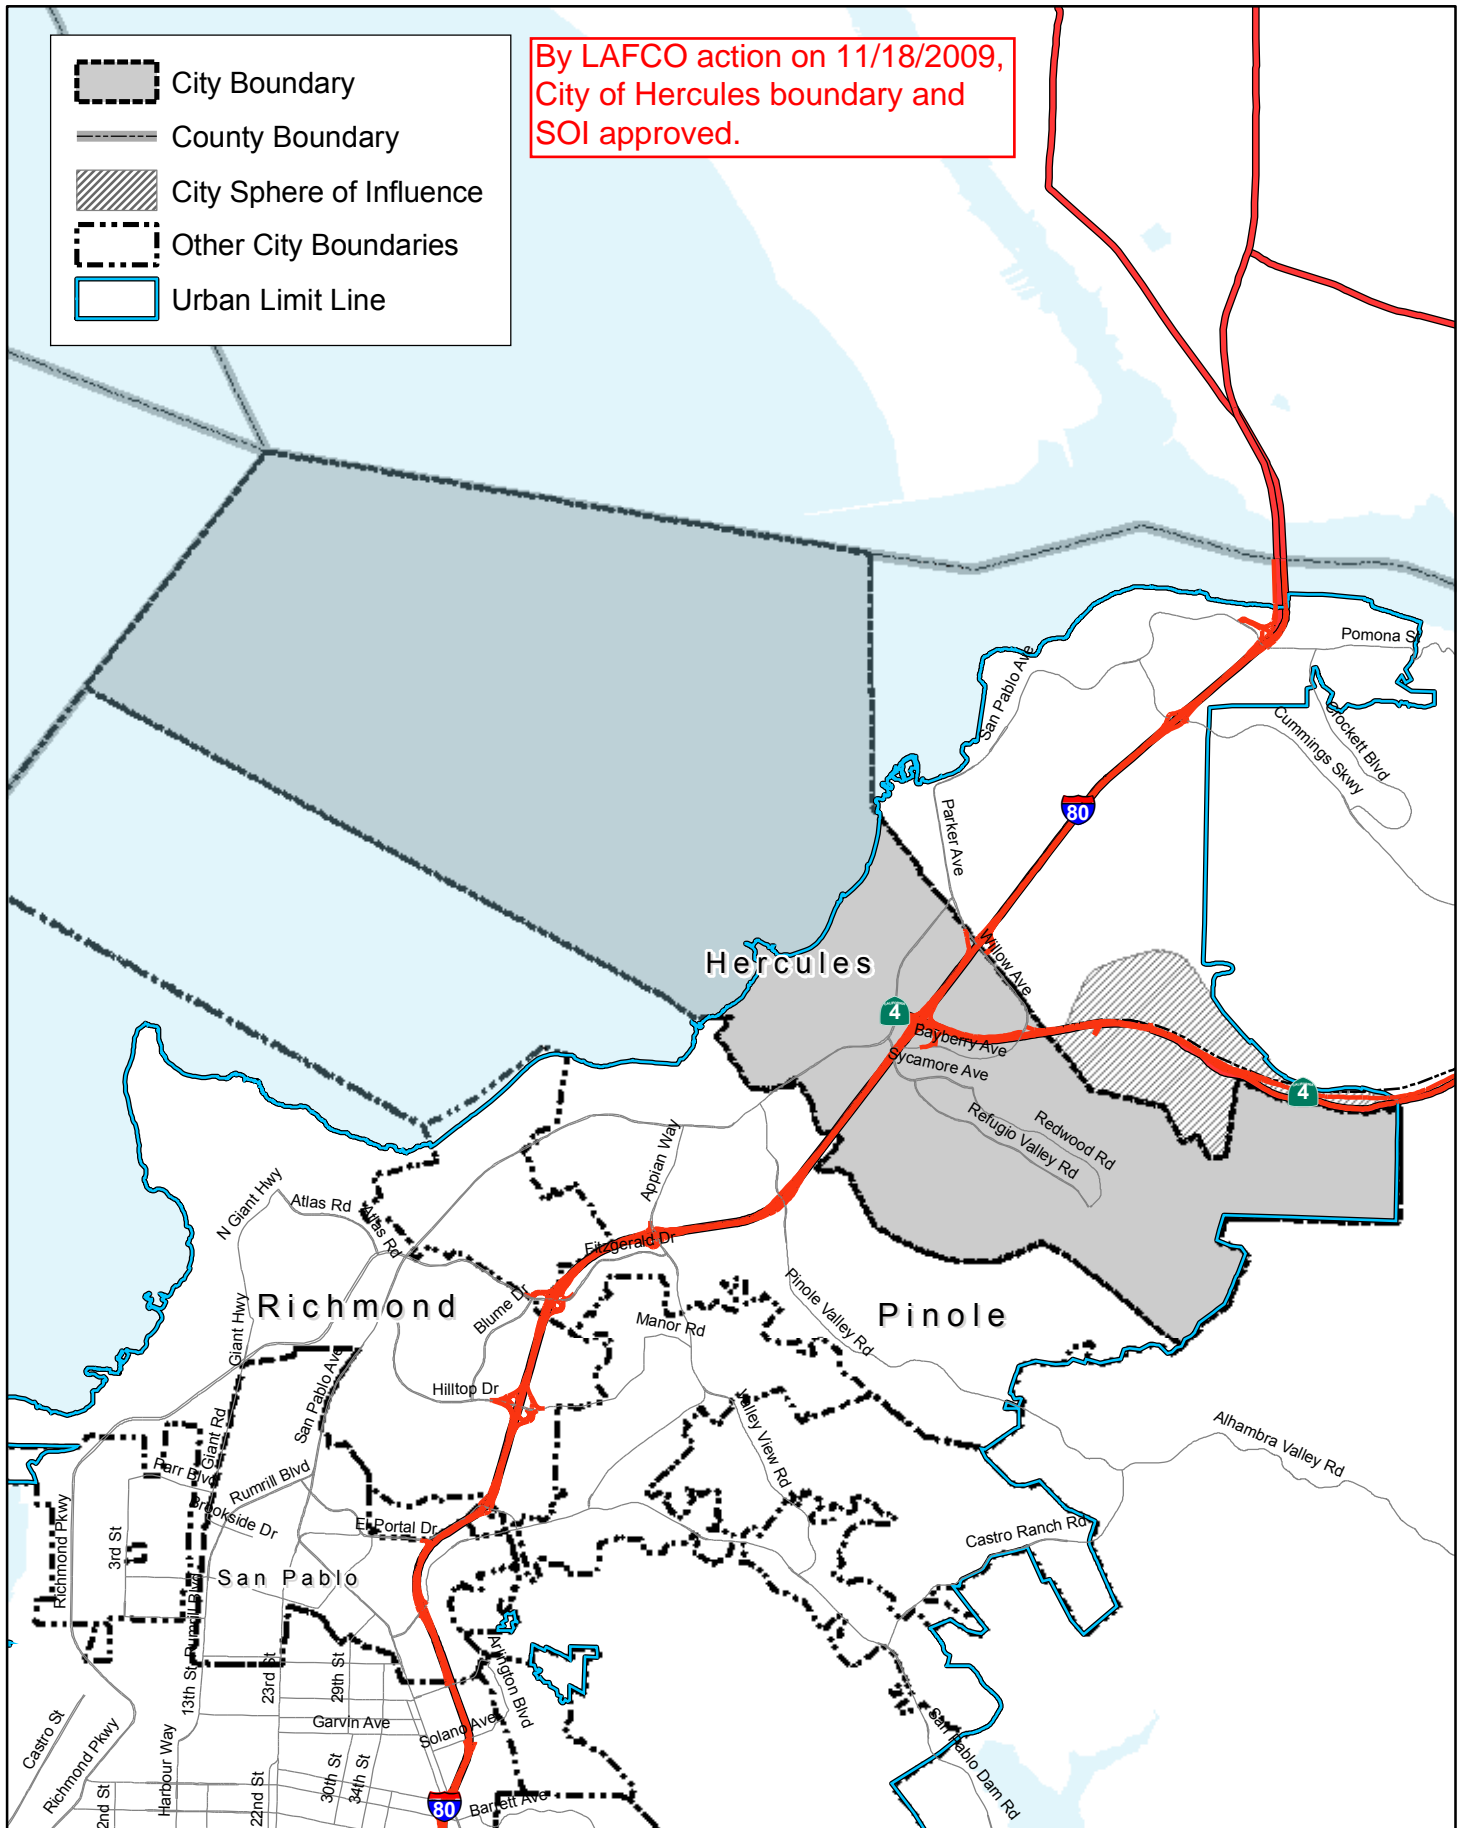 City Boundary
County Boundary
City Sphere of Influence
Other City Boundaries
Urban Limit Line
By LAFCO action on 11/18/2009,
City of Hercules boundary and
SOI approved.
Pomona St
San Pablo Ave
Crockett Blvd
Cummings Skwy
80
Parker Ave
Willow Ave
Hercules
4
Bayberry Ave
Sycamore Ave
4
Redwood Rd
Refugio Valley Rd
Appian Way
N Giant Hwy
Atlas Rd
Atlas Rd
Fitzgerald Dr
Pinole Valley Rd
Richmond
Blume Dr
Pinole
Giant Hwy
Manor Rd
San Pablo Ave
Hilltop Dr
Valley View Rd
Alhambra Valley Rd
Giant Rd
Parr Blvd
Rumrill Blvd
Brookside Dr
El Portal Dr
Castro Ranch Rd
Richmond Pkwy
3rd St
San Pablo
Rumrill Blvd
13th St
23rd St
29th St
Arlington Blvd
Garvin Ave
Solano Ave
Castro St
Richmond Pkwy
Harbour Way
San Pablo Dam Rd
30th St
34th St
2nd St
22nd St
80
Barrett Ave